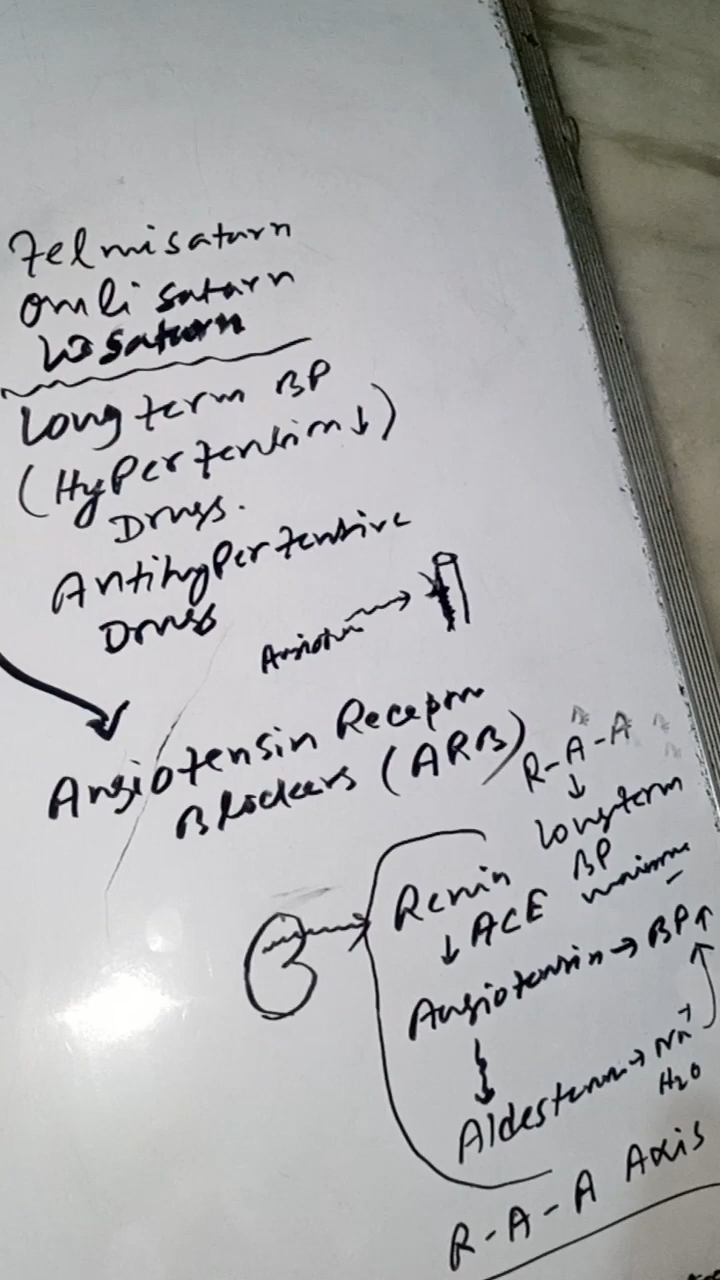 Telmisatarn
omlisatarn
Losatarn
Long term BP
(HyPertension↓)
Drugs.
AntihyPertensive
Drugs
Angiotensin Receptor
Blockers (ARB)
R-A-A
↓
Longterm
BP
Renin
↓ ACE
Angiotensin → BP↑
↓
Aldesteron → Na+
H2O
R-A-A Axis